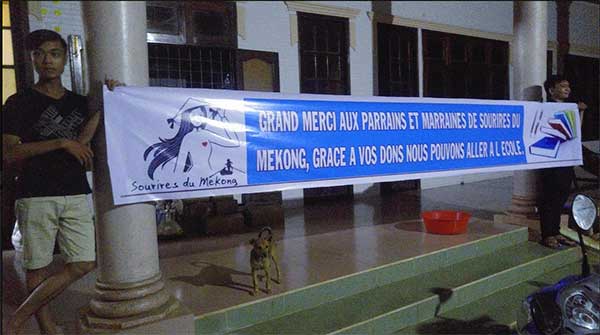 GRAND MERCI AUX PARRAINS ET MARRAINES DE SOURIRES DU
MEKONG, GRACE A VOS DONS NOUS POUVONS ALLER A L ECOLE.
Sourires du Mekong